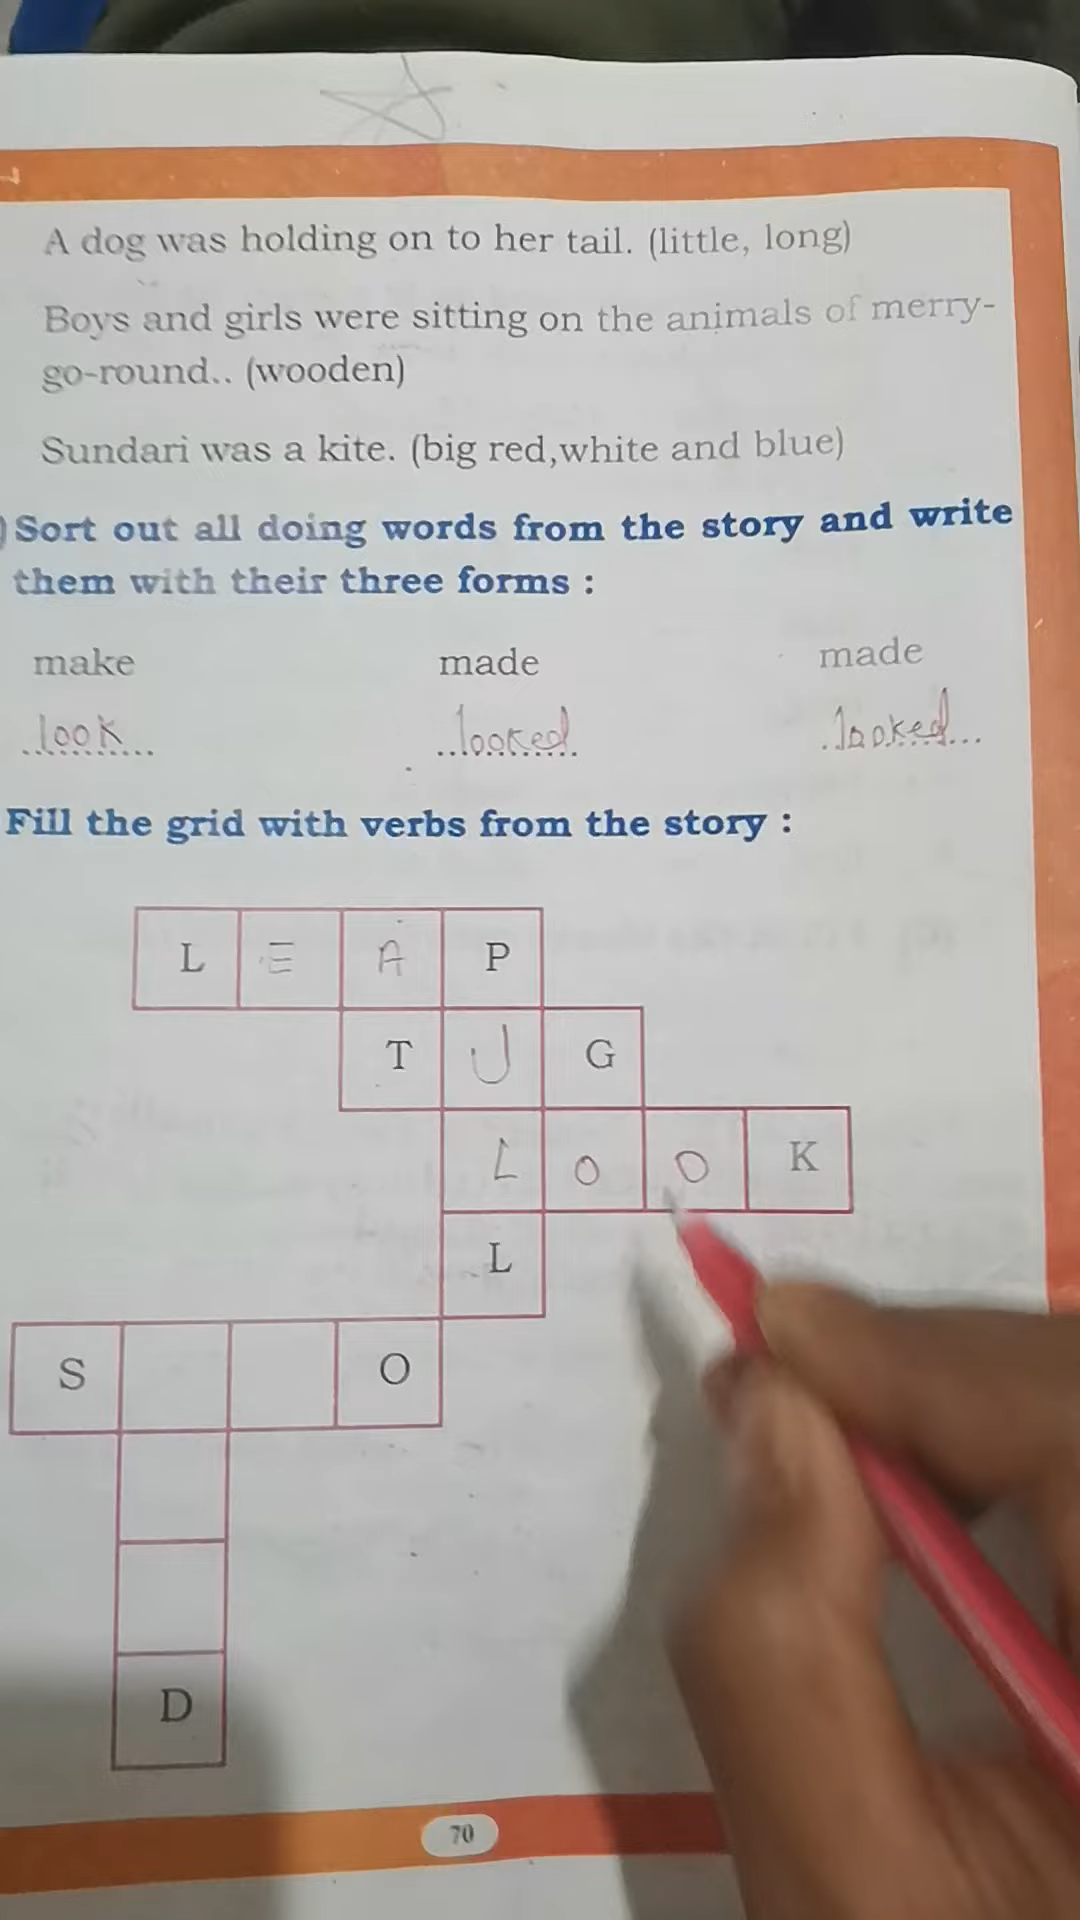 A dog was holding on to her tail. (little, long)
Boys and girls were sitting on the animals of merry-
go-round.. (wooden)
Sundari was a kite. (big red,white and blue)
) Sort out all doing words from the story and write
them with their three forms :
make made made
look looked looked
Fill the grid with verbs from the story :
L E A P
T U G
L O O K
L
S O
D
70